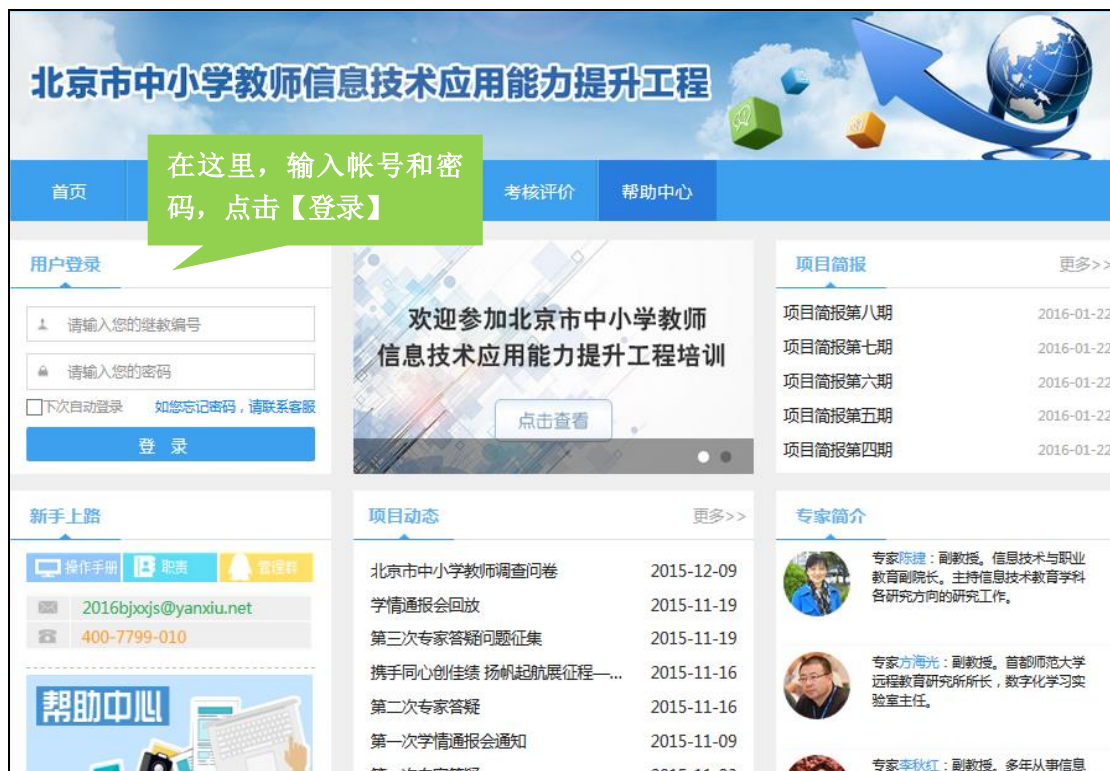 北京市中小学教师信息技术应用能力提升工程
在这里，输入帐号和密
码，点击【登录】
首页
考核评价
帮助中心
用户登录
请输入您的继教编号
请输入您的密码
下次自动登录 如您忘记密码，请联系客服
登 录
欢迎参加北京市中小学教师
信息技术应用能力提升工程培训
点击查看
项目简报 更多>>
项目简报第八期 2016-01-22
项目简报第七期 2016-01-22
项目简报第六期 2016-01-22
项目简报第五期 2016-01-22
项目简报第四期 2016-01-22
新手上路
操作手册 职责 管理群
2016bjxxjs@yanxiu.net
400-7799-010
帮助中心
项目动态 更多>>
北京市中小学教师调查问卷 2015-12-09
学情通报会回放 2015-11-19
第三次专家答疑问题征集 2015-11-19
携手同心创佳绩 扬帆起航展征程—... 2015-11-16
第二次专家答疑 2015-11-16
第一次学情通报会通知 2015-11-09
专家简介
专家陈捷：副教授。信息技术与职业
教育副院长。主持信息技术教育学科
各研究方向的研究工作。
专家方海光：副教授。首都师范大学
远程教育研究所所长，数字化学习实
验室主任。
专家李秋红：副教授。多年从事信息